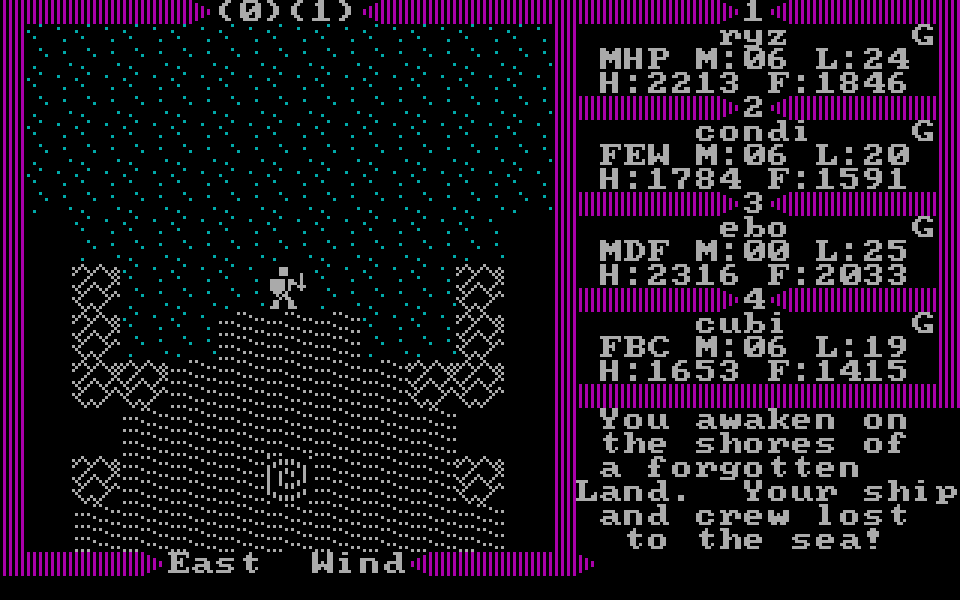 (0)(1)
1
ryz G
MHP M:06 L:24
H:2213 F:1846
2
condi G
FEW M:06 L:20
H:1784 F:1591
3
ebo G
MDF M:00 L:25
H:2316 F:2033
4
cubi G
FBC M:06 L:19
H:1653 F:1415
You awaken on
the shores of
a forgotten
Land. Your ship
and crew lost
to the sea!
East Wind